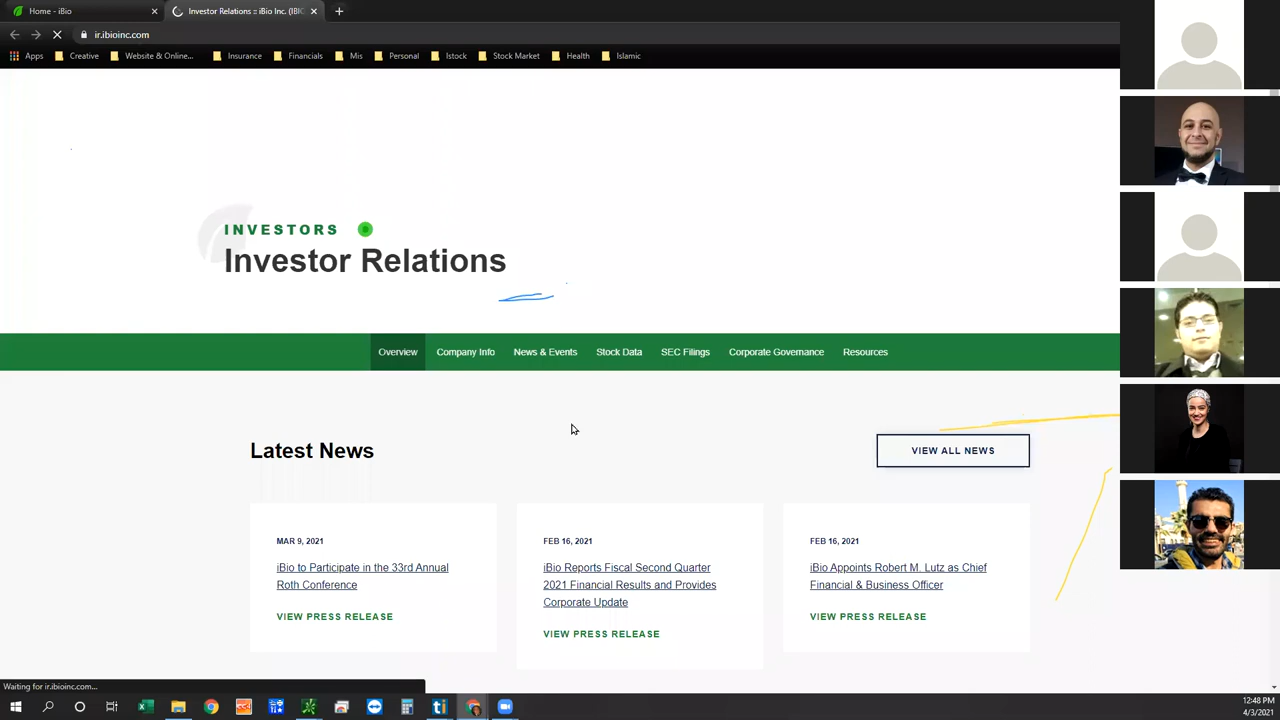 Home - iBio
Investor Relations :: iBio Inc. (IBIO
ir.ibioinc.com
Apps Creative Website & Online... Insurance Financials Mis Personal Istock Stock Market Health Islamic
INVESTORS
Investor Relations
Overview Company Info News & Events Stock Data SEC Filings Corporate Governance Resources
Latest News
VIEW ALL NEWS
MAR 9, 2021
iBio to Participate in the 33rd Annual
Roth Conference
VIEW PRESS RELEASE
FEB 16, 2021
iBio Reports Fiscal Second Quarter
2021 Financial Results and Provides
Corporate Update
VIEW PRESS RELEASE
FEB 16, 2021
iBio Appoints Robert M. Lutz as Chief
Financial & Business Officer
VIEW PRESS RELEASE
Waiting for ir.ibioinc.com...
12:48 PM
4/3/2021